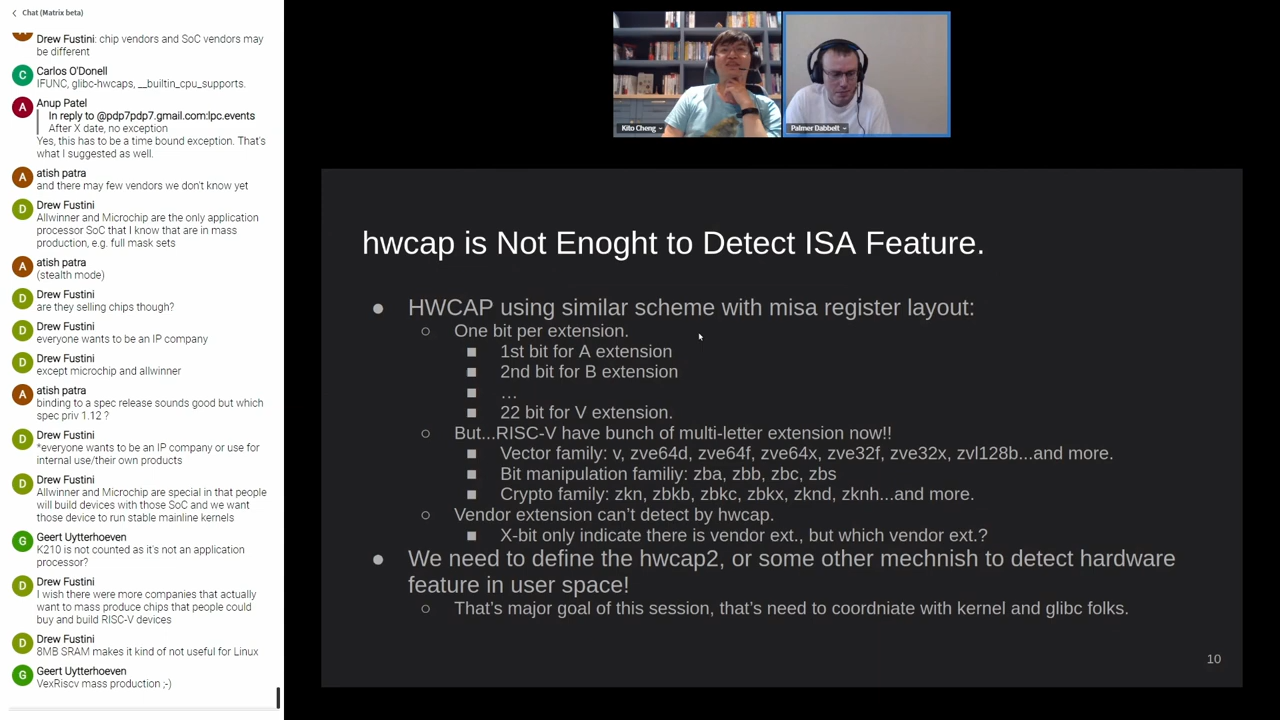 Chat (Matrix beta)
Drew Fustini: chip vendors and SoC vendors may
be different
C
Carlos O'Donell
IFUNC, glibc-hwcaps, __builtin_cpu_supports.
A
Anup Patel
In reply to @pdp7pdp7.gmail.com:lpc.events
After X date, no exception
Yes, this has to be a time bound exception. That's
what I suggested as well.
A
atish patra
and there may few vendors we don't know yet
D
Drew Fustini
Allwinner and Microchip are the only application
processor SoC that I know that are in mass
production, e.g. full mask sets
A
atish patra
(stealth mode)
D
Drew Fustini
are they selling chips though?
D
Drew Fustini
everyone wants to be an IP company
D
Drew Fustini
except microchip and allwinner
A
atish patra
binding to a spec release sounds good but which
spec priv 1.12 ?
D
Drew Fustini
*everyone wants to be an IP company or use for
internal use/their own products
D
Drew Fustini
Allwinner and Microchip are special in that people
will build devices with those SoC and we want
those device to run stable mainline kernels
G
Geert Uytterhoeven
K210 is not counted as it's not an application
processor?
D
Drew Fustini
I wish there were more companies that actually
want to mass produce chips that people could
buy and build RISC-V devices
D
Drew Fustini
8MB SRAM makes it kind of not useful for Linux
G
Geert Uytterhoeven
VexRiscv mass production ;-)
Kito Cheng
Palmer Dabbelt
hwcap is Not Enoght to Detect ISA Feature.
HWCAP using similar scheme with misa register layout:
One bit per extension.
1st bit for A extension
2nd bit for B extension
…
22 bit for V extension.
But...RISC-V have bunch of multi-letter extension now!!
Vector family: v, zve64d, zve64f, zve64x, zve32f, zve32x, zvl128b...and more.
Bit manipulation familiy: zba, zbb, zbc, zbs
Crypto family: zkn, zbkb, zbkc, zbkx, zknd, zknh...and more.
Vendor extension can't detect by hwcap.
X-bit only indicate there is vendor ext., but which vendor ext.?
We need to define the hwcap2, or some other mechnish to detect hardware
feature in user space!
That's major goal of this session, that's need to coordniate with kernel and glibc folks.
10